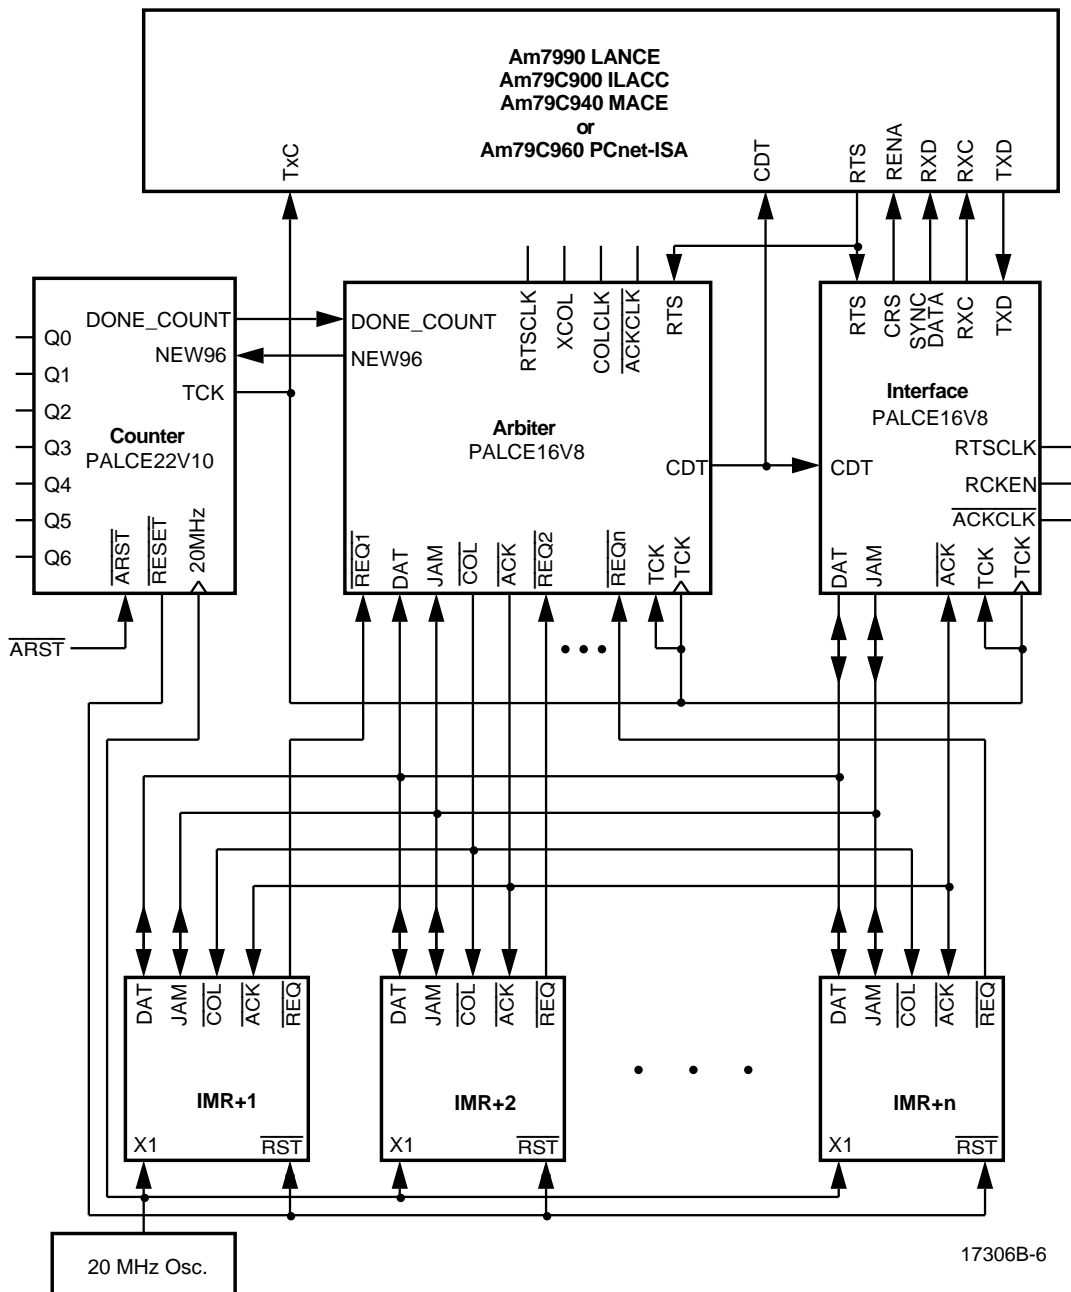 Am7990 LANCE
Am79C900 ILACC
Am79C940 MACE
or
Am79C960 PCnet-ISA
TxC
CDT
RTS
RENA
RXD
RXC
TXD
DONE_COUNT
NEW96
TCK
Q0
Q1
Q2
Q3
Q4
Q5
Q6
Counter
PALCE22V10
ARST
RESET
20MHz
ARST
DONE_COUNT
NEW96
RTSCLK
XCOL
COLCLK
ACKCLK
RTS
Arbiter
PALCE16V8
CDT
REQ1
DAT
JAM
COL
ACK
REQ2
REQn
TCK
TCK
• • •
RTS
CRS
SYNC
DATA
RXC
TXD
Interface
PALCE16V8
CDT
RTSCLK
RCKEN
ACKCLK
DAT
JAM
ACK
TCK
TCK
DAT
JAM
COL
ACK
REQ
IMR+1
X1
RST
DAT
JAM
COL
ACK
REQ
IMR+2
X1
RST
• • •
DAT
JAM
COL
ACK
REQ
IMR+n
X1
RST
20 MHz Osc.
17306B-6